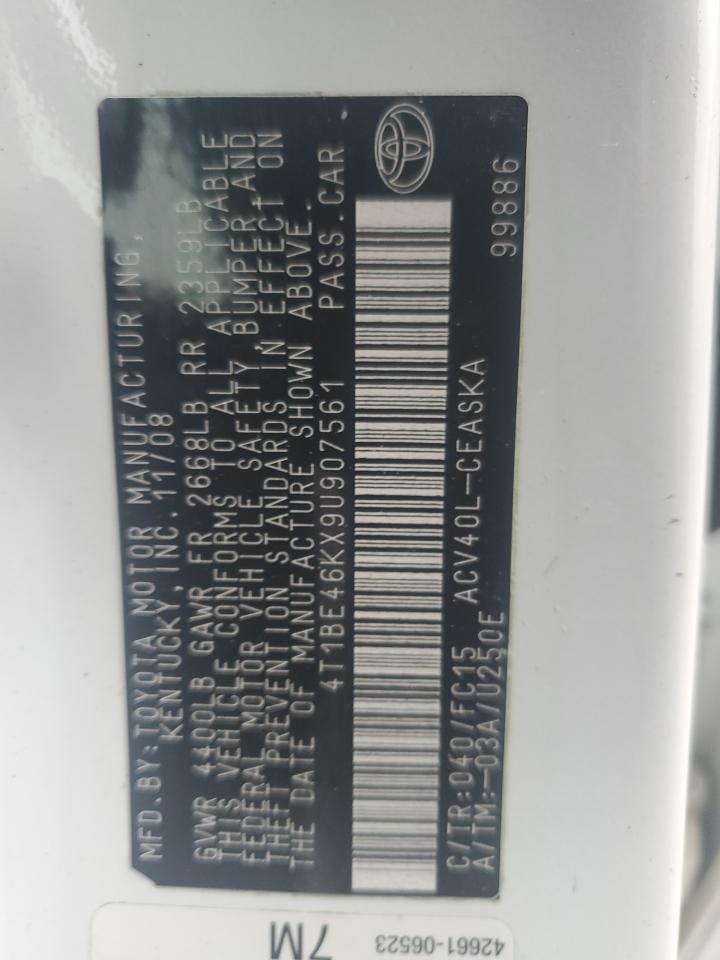 MFD.BY:TOYOTA MOTOR MANUFACTURING,
KENTUCKY,INC.11/08
GVWR 4400LB GAWR FR 2668LB RR 2359LB
THIS VEHICLE CONFORMS TO ALL APPLICABLE
FEDERAL MOTOR VEHICLE SAFETY,BUMPER,AND
THEFT PREVENTION STANDARDS IN EFFECT ON
THE DATE OF MANUFACTURE SHOWN ABOVE.
4T1BE46KX9U907561 PASS.CAR
C/TR:040/FC15 ACV40L-CEASKA
A/TM:-03A/U250E
99886
42661-06523
7M